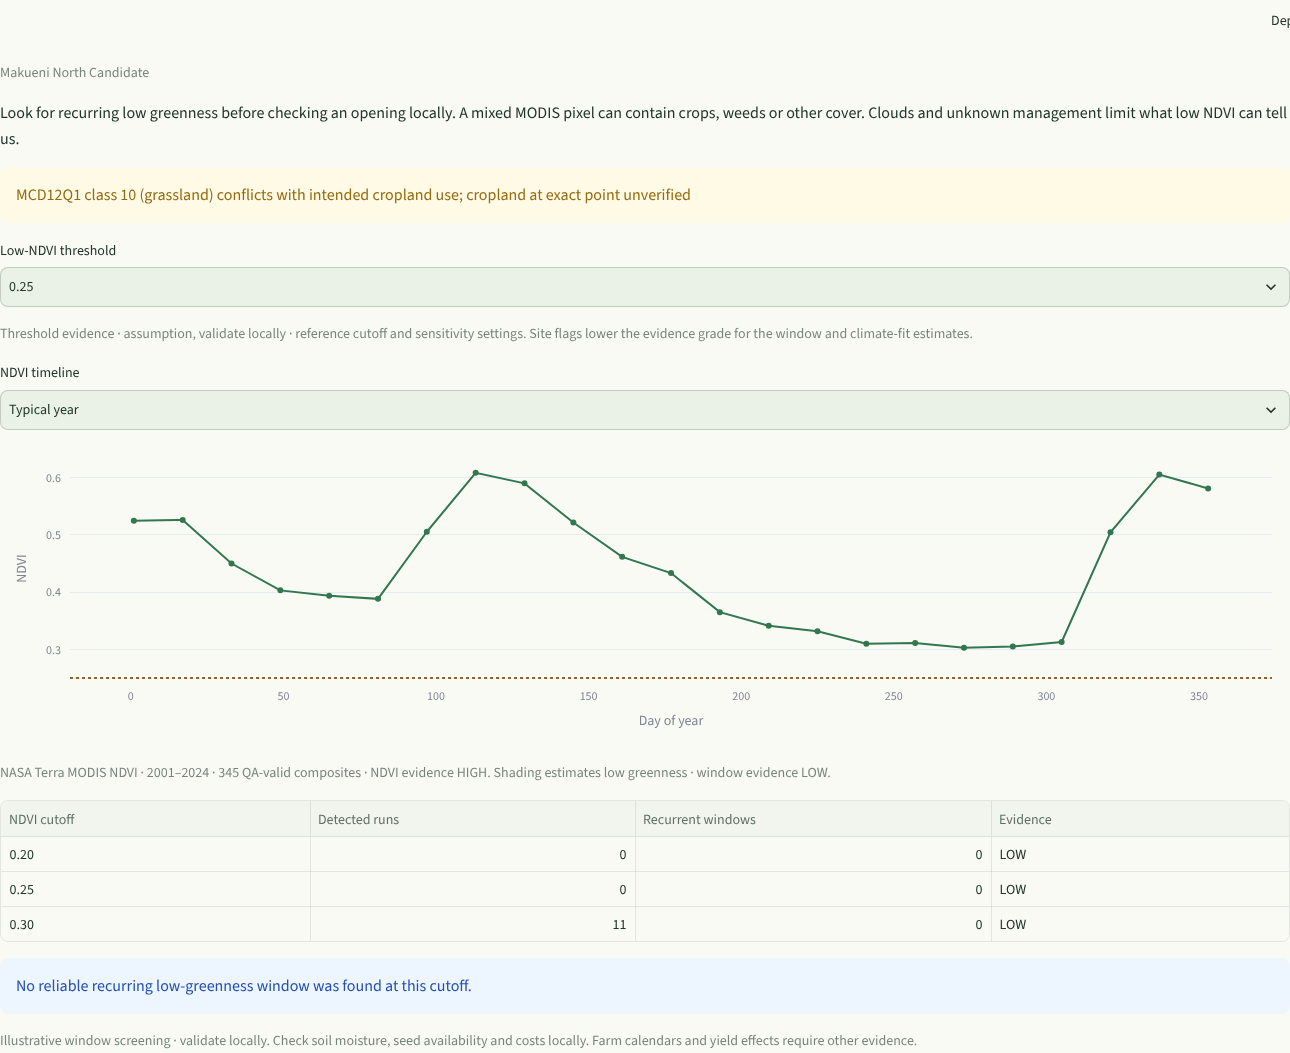 Dep
Makueni North Candidate
Look for recurring low greenness before checking an opening locally. A mixed MODIS pixel can contain crops, weeds or other cover. Clouds and unknown management limit what low NDVI can tell
us.
MCD12Q1 class 10 (grassland) conflicts with intended cropland use; cropland at exact point unverified
Low-NDVI threshold
0.25
Threshold evidence · assumption, validate locally · reference cutoff and sensitivity settings. Site flags lower the evidence grade for the window and climate-fit estimates.
NDVI timeline
Typical year
0.6
0.5
NDVI
0.4
0.3
0 50 100 150 200 250 300 350
Day of year
NASA Terra MODIS NDVI · 2001–2024 · 345 QA-valid composites · NDVI evidence HIGH. Shading estimates low greenness · window evidence LOW.
NDVI cutoff Detected runs Recurrent windows Evidence
0.20 0 0 LOW
0.25 0 0 LOW
0.30 11 0 LOW
No reliable recurring low-greenness window was found at this cutoff.
Illustrative window screening · validate locally. Check soil moisture, seed availability and costs locally. Farm calendars and yield effects require other evidence.